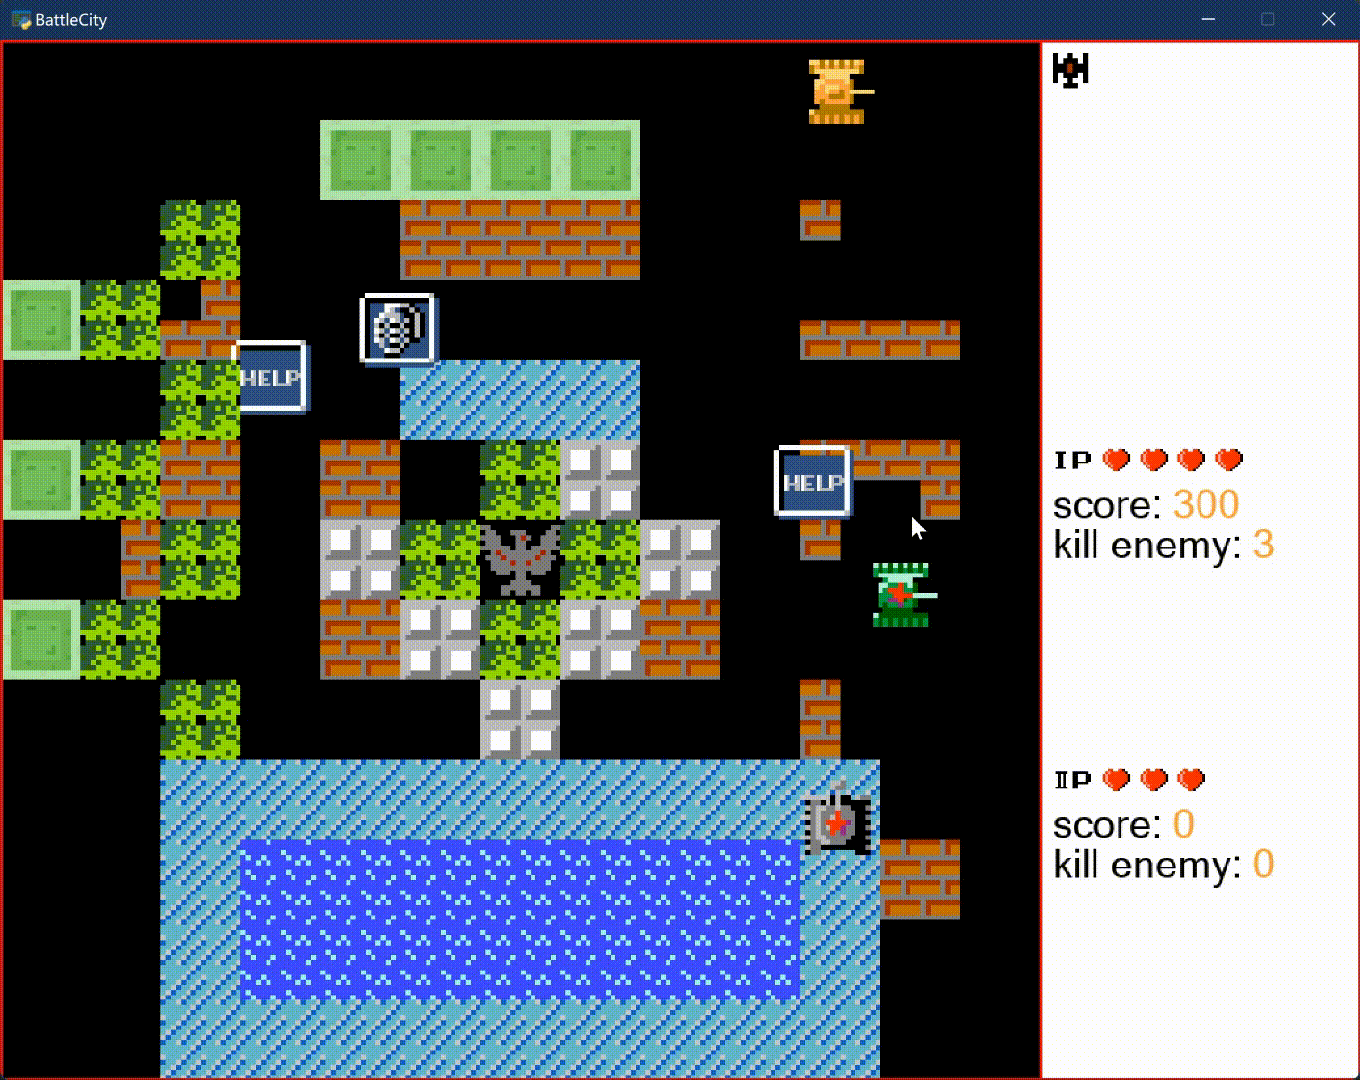 BattleCity
HELP
HELP
IP
score: 300
kill enemy: 3
IIP
score: 0
kill enemy: 0